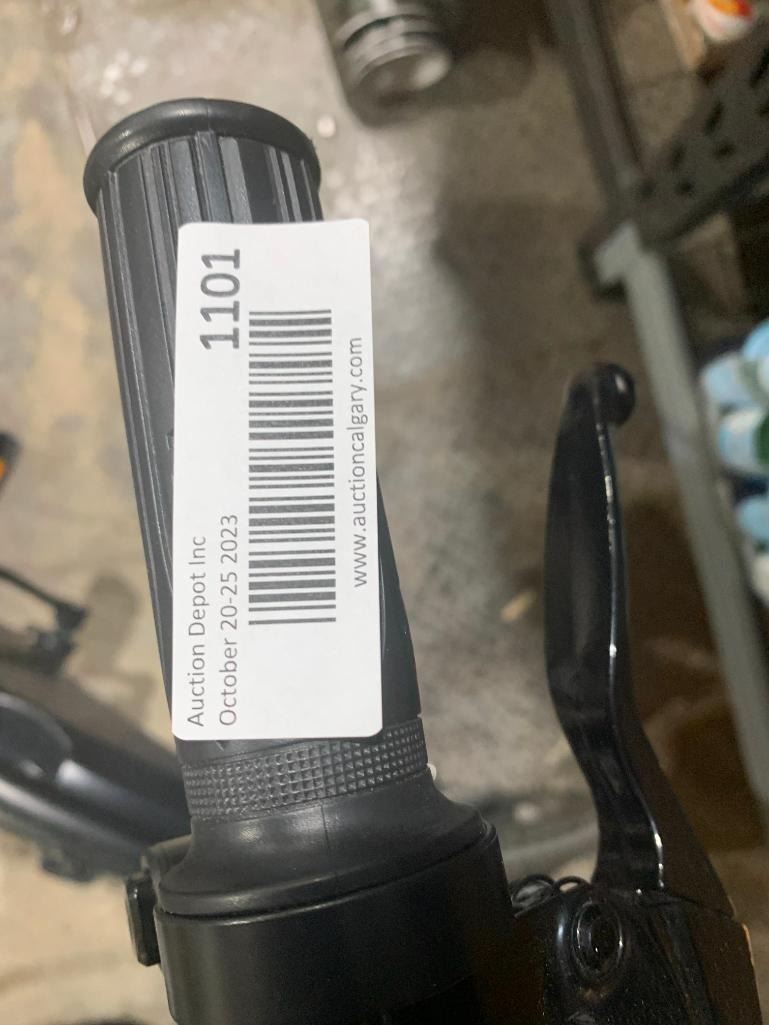 Auction Depot Inc
October 20-25 2023
1101
www.auctioncalgary.com